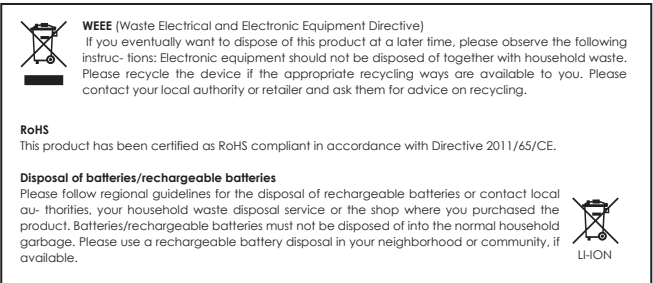 WEEE (Waste Electrical and Electronic Equipment Directive)
If you eventually want to dispose of this product at a later time, please observe the following
instruc- tions: Electronic equipment should not be disposed of together with household waste.
Please recycle the device if the appropriate recycling ways are available to you. Please
contact your local authority or retailer and ask them for advice on recycling.
RoHS
This product has been certified as RoHS compliant in accordance with Directive 2011/65/CE.
Disposal of batteries/rechargeable batteries
Please follow regional guidelines for the disposal of rechargeable batteries or contact local
au- thorities, your household waste disposal service or the shop where you purchased the
product. Batteries/rechargeable batteries must not be disposed of into the normal household
garbage. Please use a rechargeable battery disposal in your neighborhood or community, if
available.
LI-ION